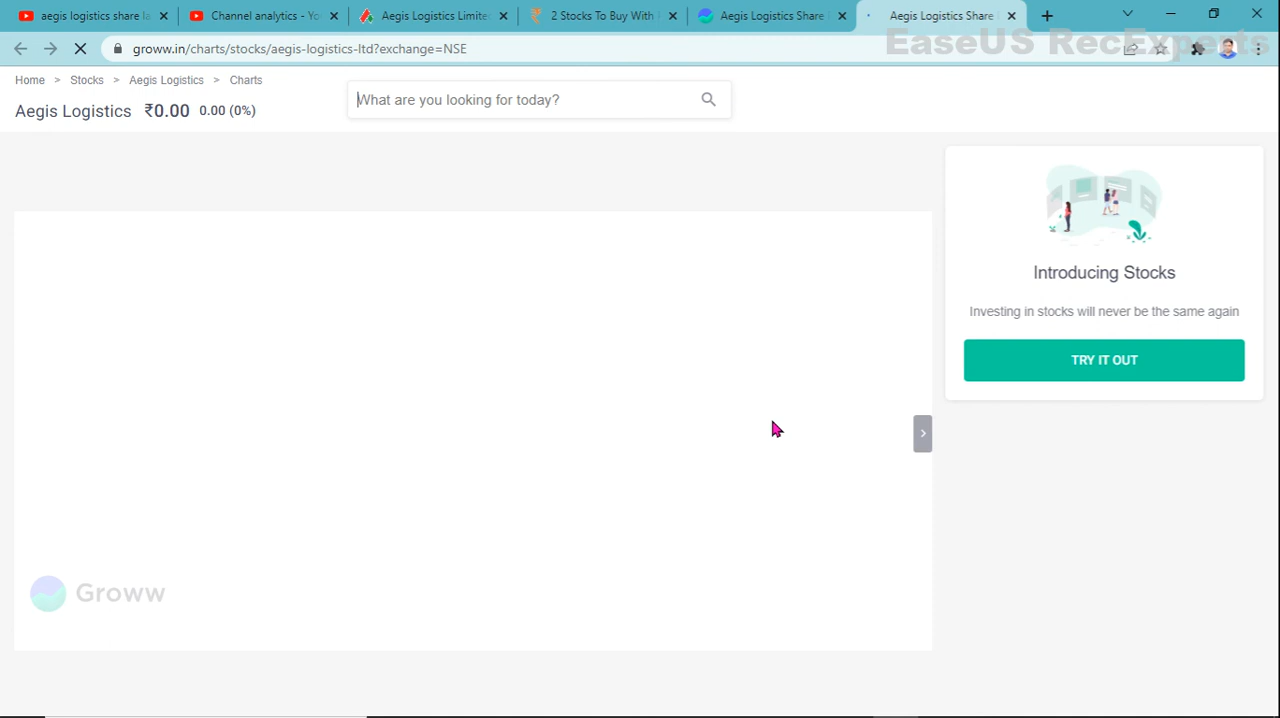 aegis logistics share la
Channel analytics - Yo
Aegis Logistics Limite
2 Stocks To Buy With
Aegis Logistics Share
Aegis Logistics Share
groww.in/charts/stocks/aegis-logistics-ltd?exchange=NSE
EaseUS RecExperts
Home > Stocks > Aegis Logistics > Charts
What are you looking for today?
Aegis Logistics ₹0.00 0.00 (0%)
Introducing Stocks
Investing in stocks will never be the same again
TRY IT OUT
Groww